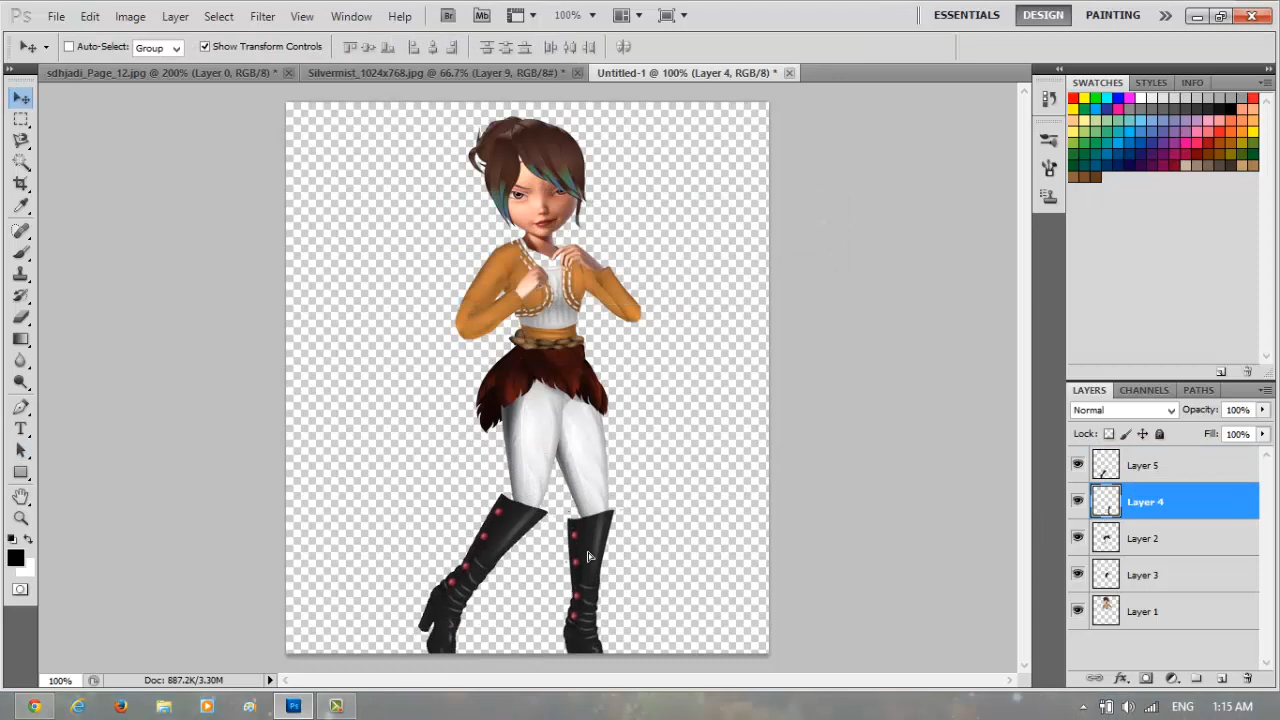 Ps File Edit Image Layer Select Filter View Window Help Br Mb 100% ESSENTIALS DESIGN PAINTING
Auto-Select: Group Show Transform Controls
sdhjadi_Page_12.jpg @ 200% (Layer 0, RGB/8) * Silvermist_1024x768.jpg @ 66.7% (Layer 9, RGB/8#) * Untitled-1 @ 100% (Layer 4, RGB/8) *
SWATCHES STYLES INFO
LAYERS CHANNELS PATHS
Normal Opacity: 100%
Lock: Fill: 100%
Layer 5
Layer 4
Layer 2
Layer 3
Layer 1
100% Doc: 887.2K/3.30M
Ps ENG 1:15 AM